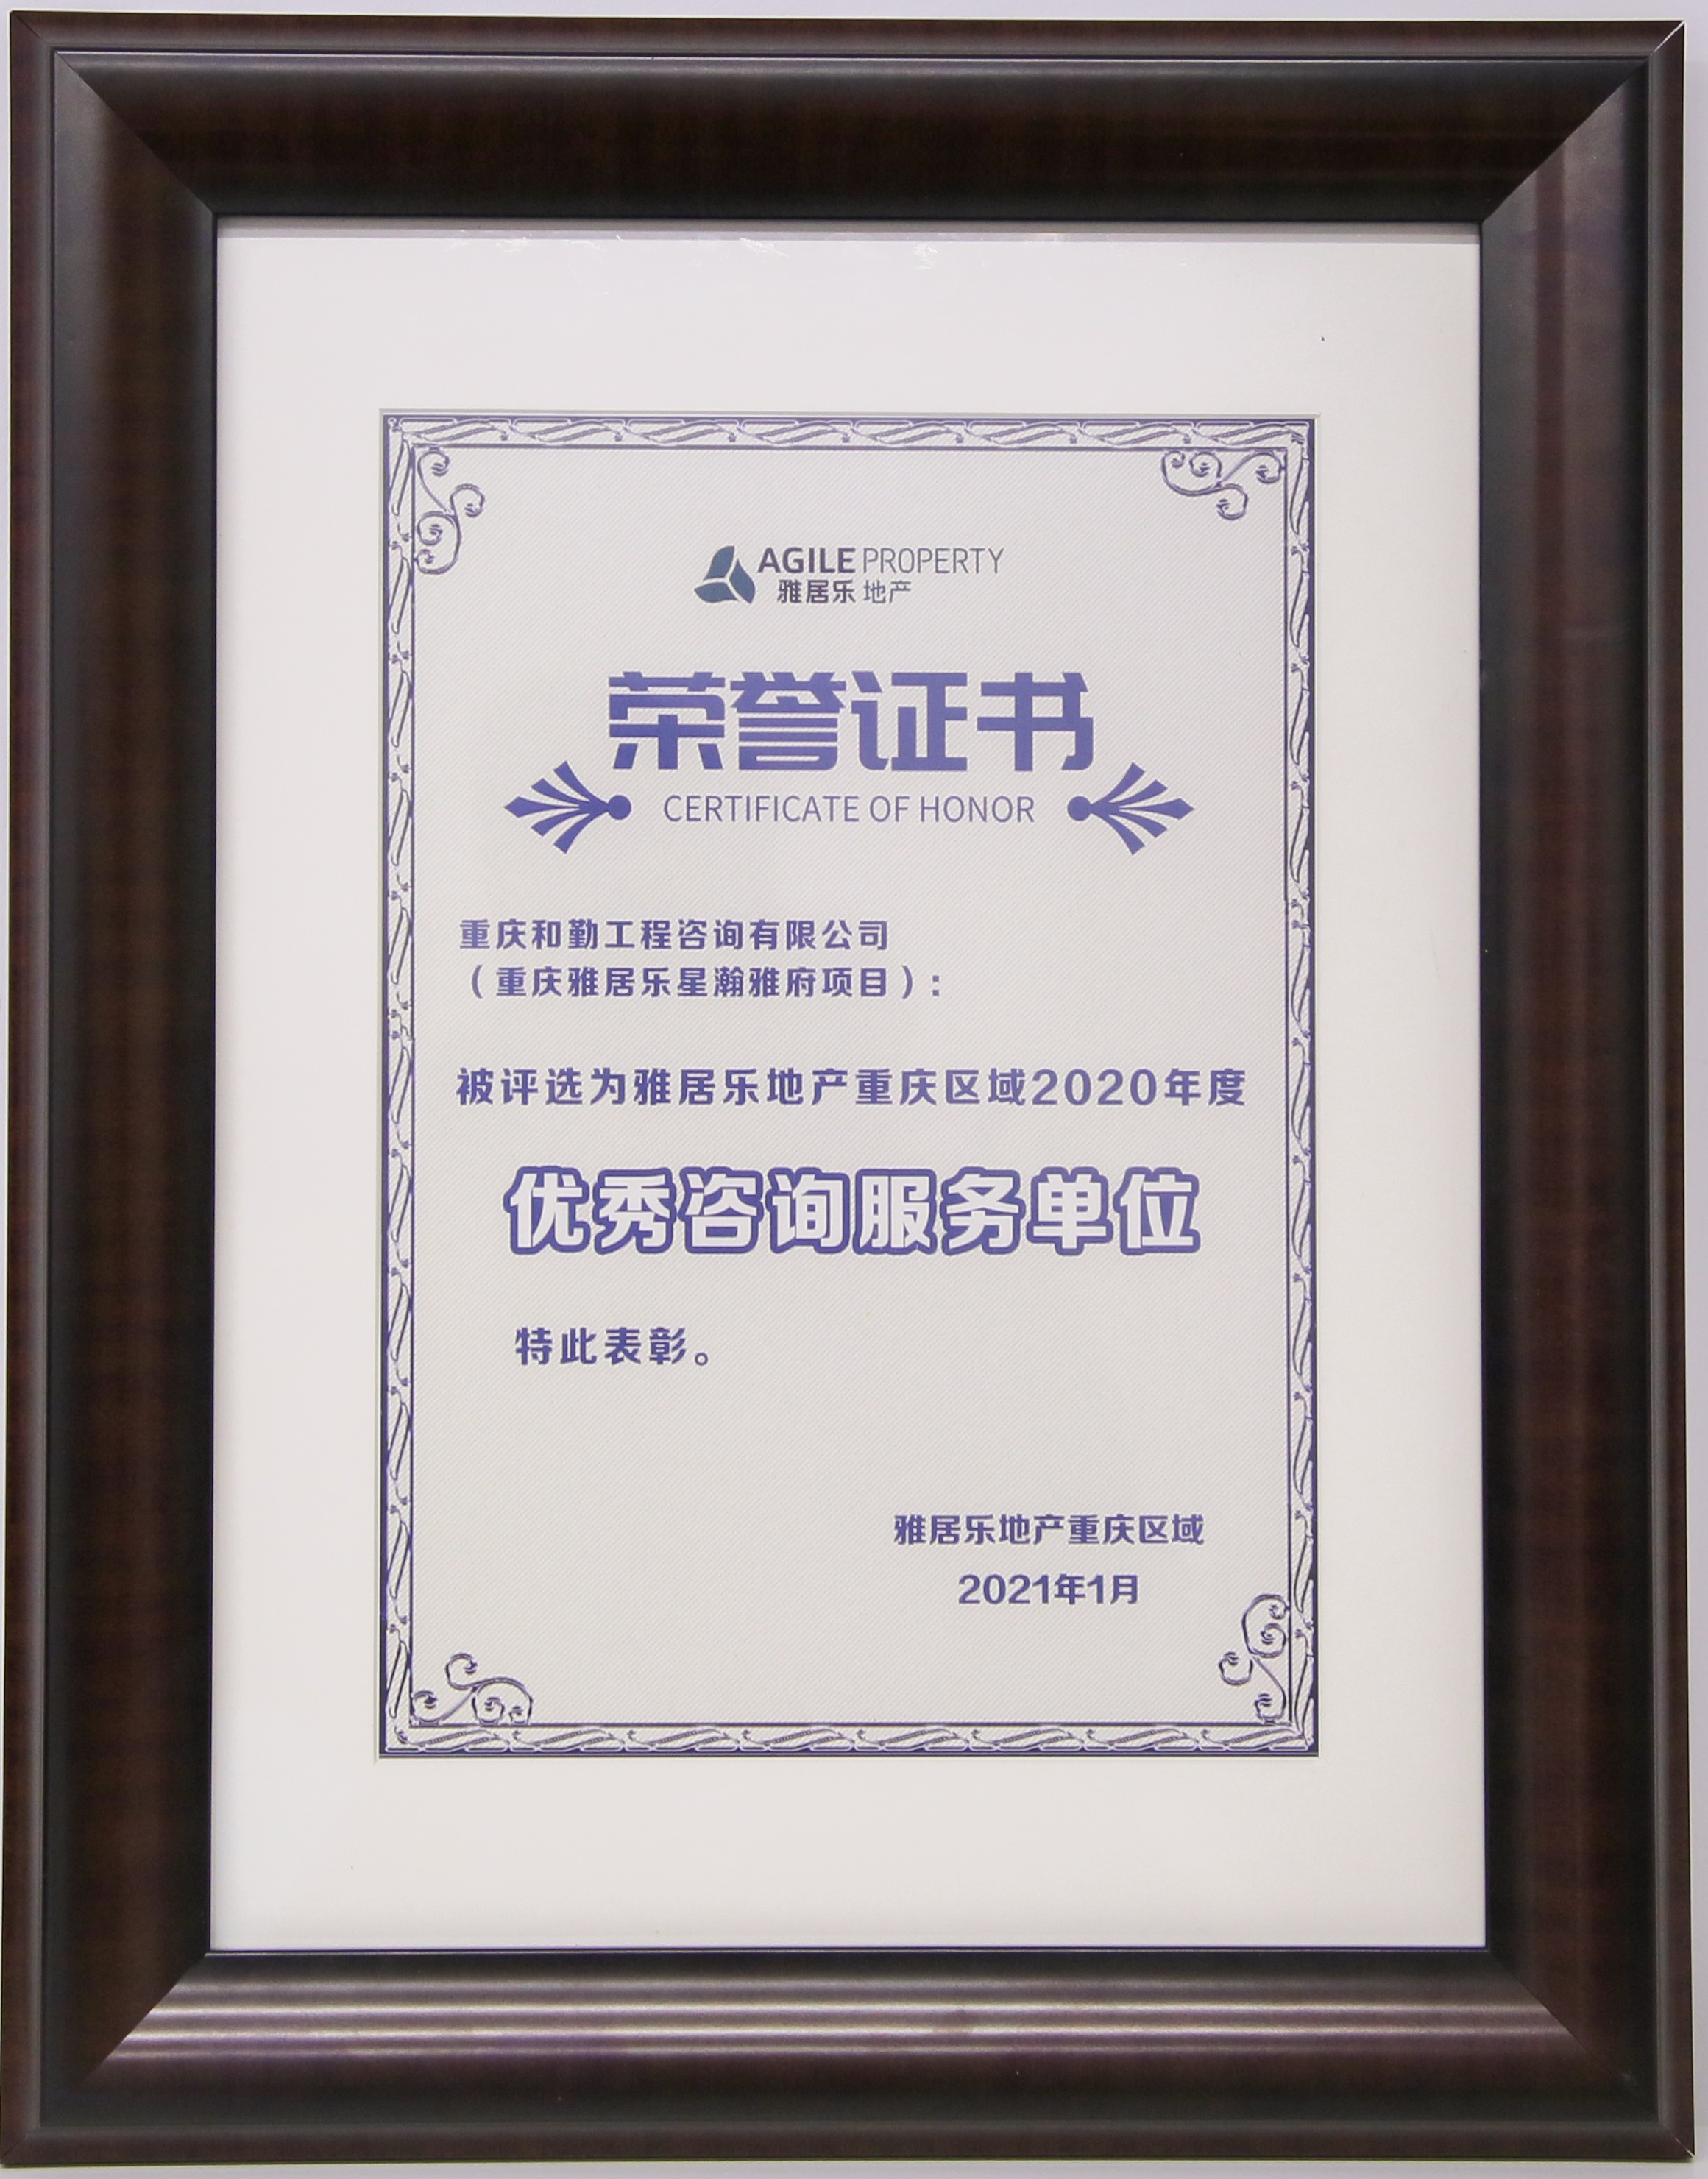 AGILE PROPERTY
雅居乐 地产
荣誉证书
CERTIFICATE OF HONOR
重庆和勤工程咨询有限公司
（重庆雅居乐星瀚雅府项目）：
被评选为雅居乐地产重庆区域2020年度
优秀咨询服务单位
特此表彰。
雅居乐地产重庆区域
2021年1月